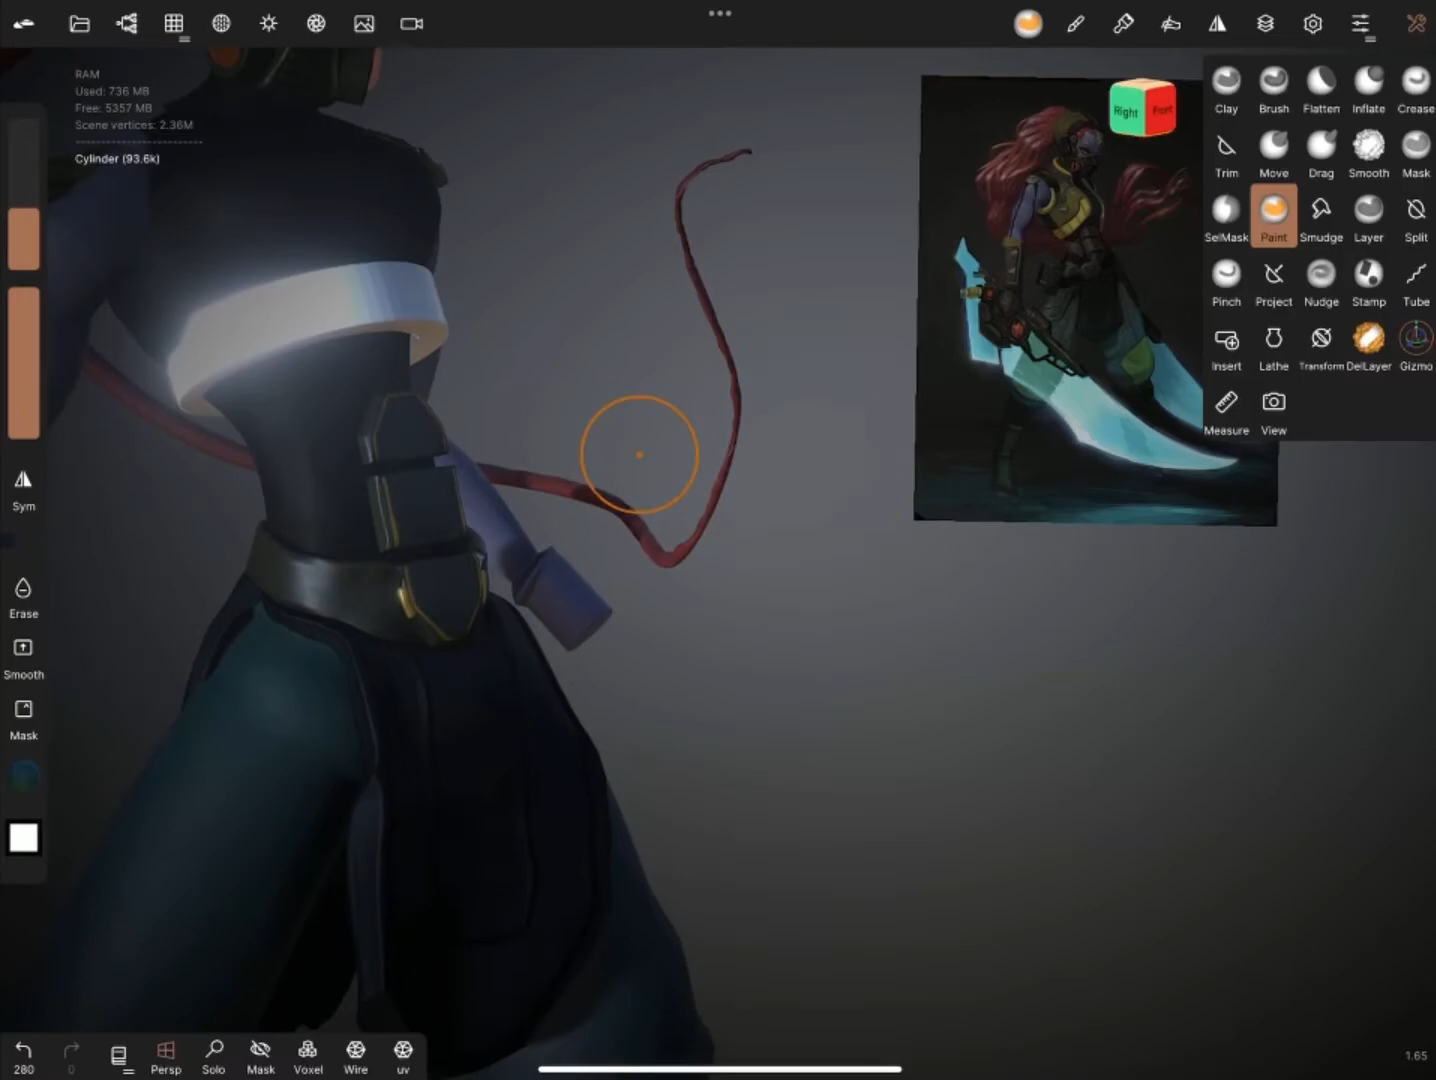 RAM
Used: 736 MB
Free: 5357 MB
Scene vertices: 2.36M
------------------------
Cylinder (93.6k)
Right Front
Clay Brush Flatten Inflate Crease
Trim Move Drag Smooth Mask
SelMask Paint Smudge Layer Split
Pinch Project Nudge Stamp Tube
Insert Lathe Transform DelLayer Gizmo
Measure View
Sym
Erase
Smooth
Mask
280 0 Persp Solo Mask Voxel Wire uv
1.65